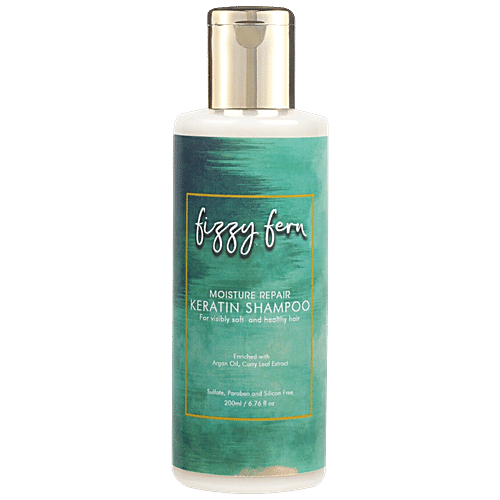 fizzy fern
MOISTURE REPAIR
KERATIN SHAMPOO
For visibly soft and healthy hair
Enriched with
Argan Oil, Curry Leaf Extract
Sulfate, Paraben and Silicon Free
200ml / 6.76 fl oz